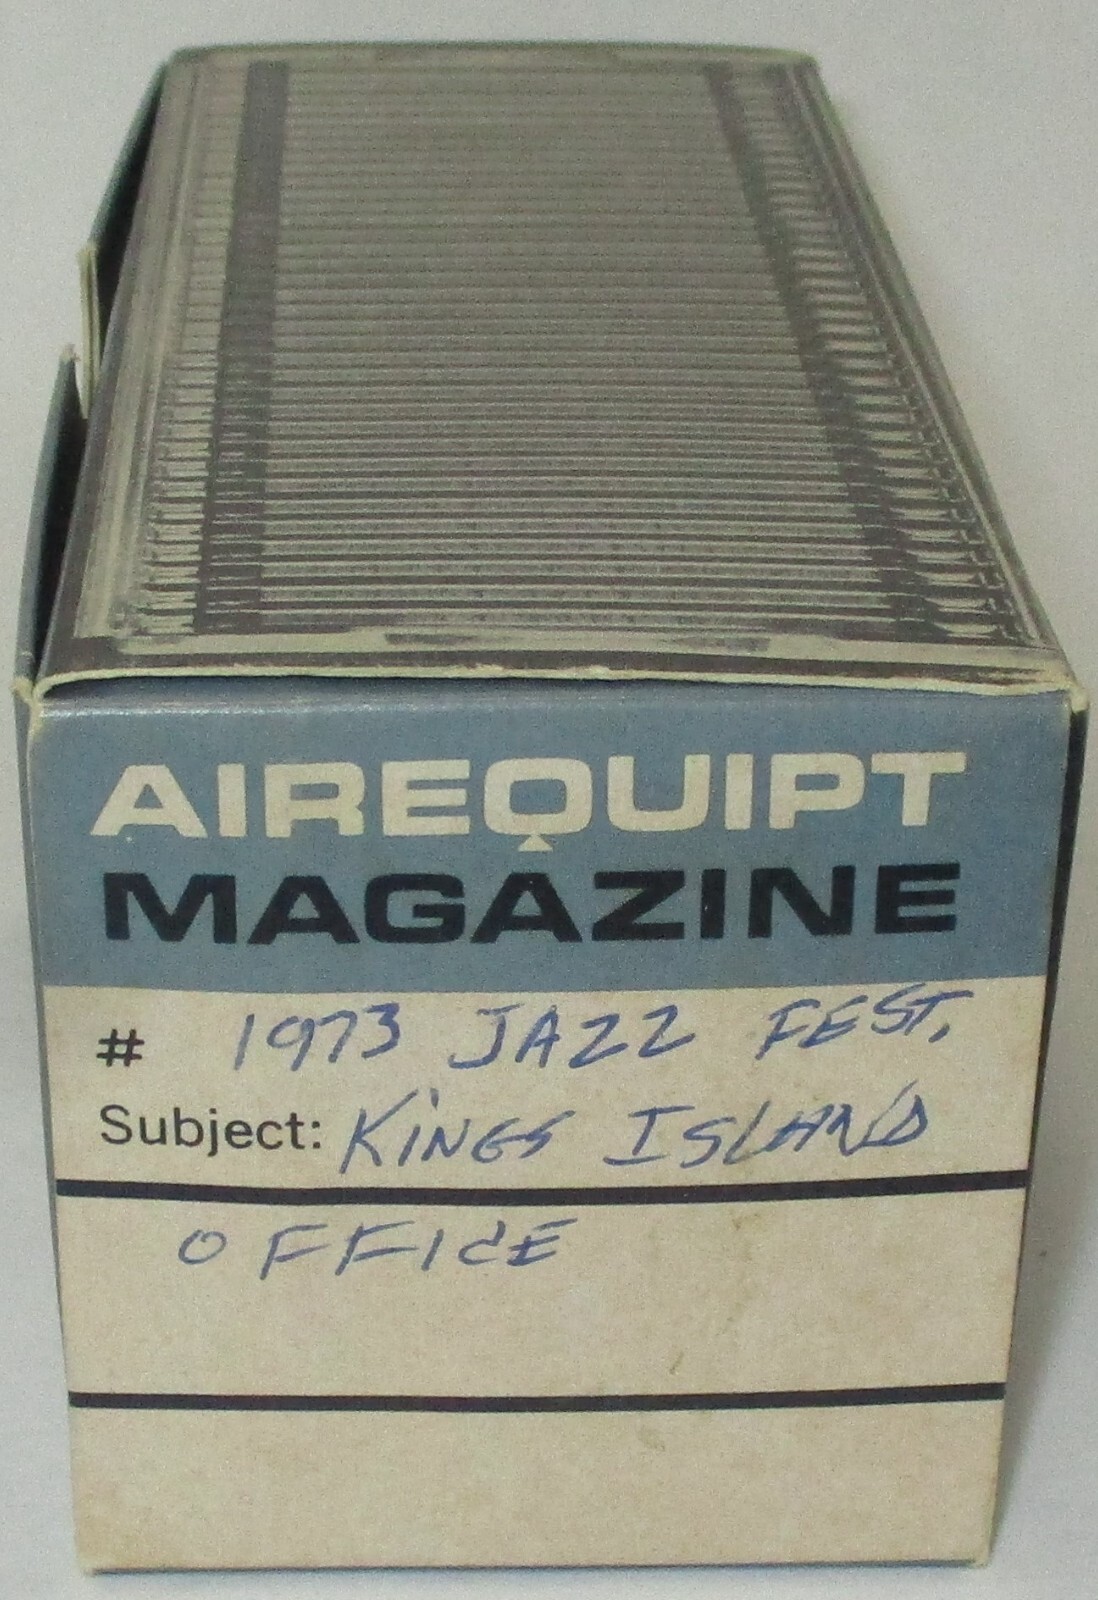 AIREQUIPT
MAGAZINE
# 1973 JAZZ FEST.
Subject: KiNGS ISLAND
OFFICE